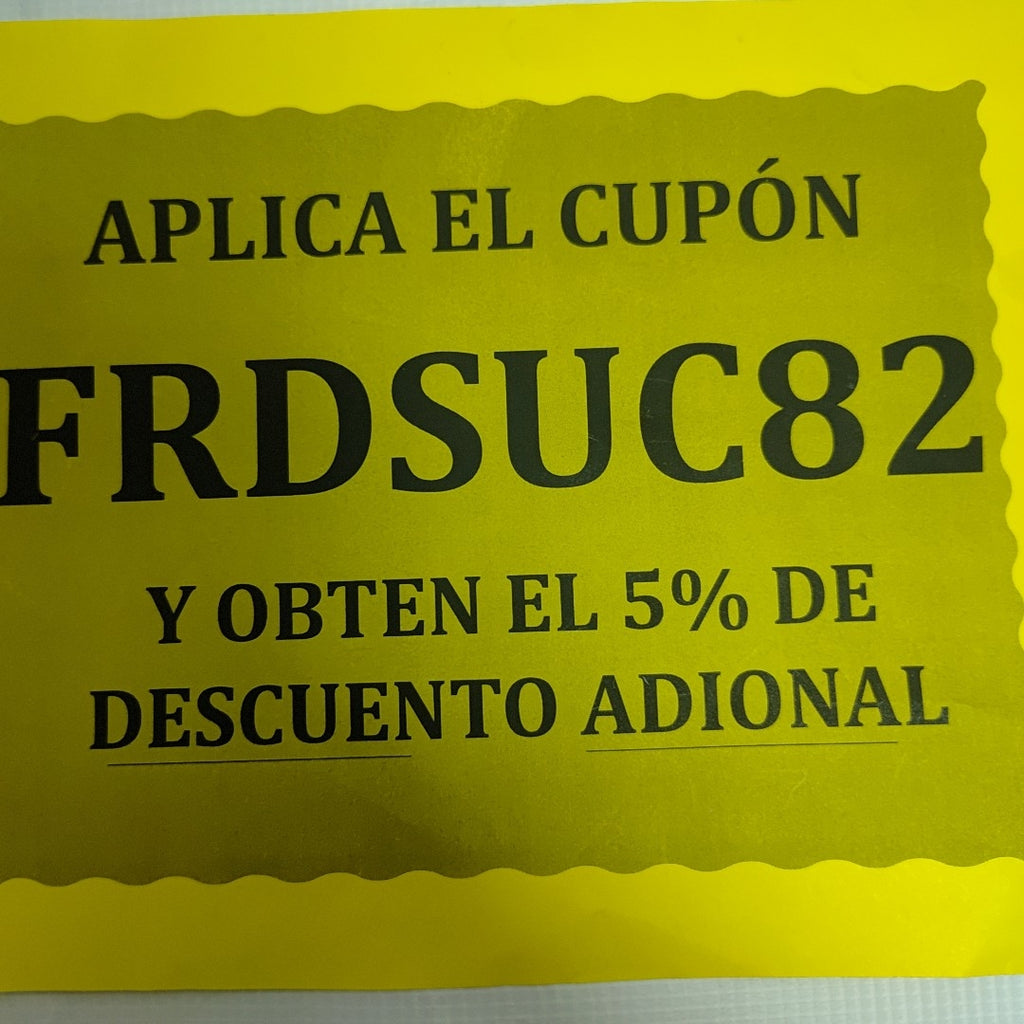 APLICA EL CUPÓN
FRDSUC82
Y OBTEN EL 5% DE
DESCUENTO ADIONAL